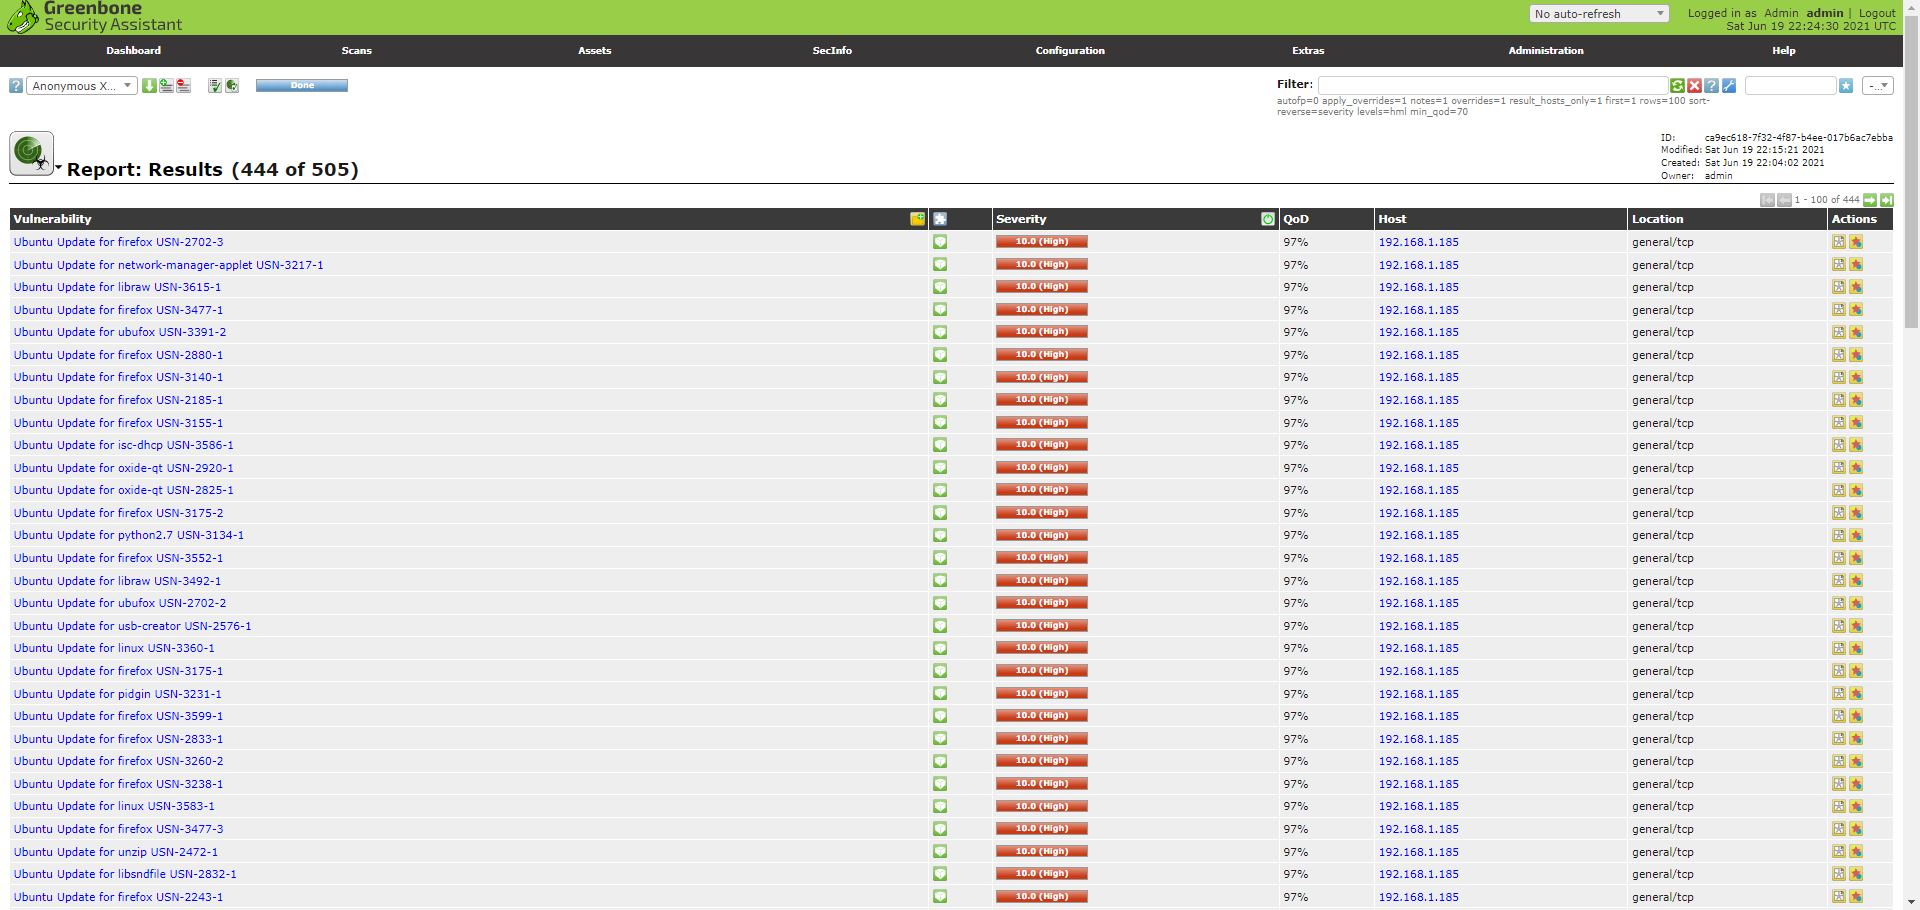 Greenbone
Security Assistant
No auto-refresh
Logged in as Admin admin | Logout
Sat Jun 19 22:24:30 2021 UTC
Dashboard Scans Assets SecInfo Configuration Extras Administration Help
Anonymous X... Done Filter: -...
autofp=0 apply_overrides=1 notes=1 overrides=1 result_hosts_only=1 first=1 rows=100 sort-
reverse=severity levels=hml min_qod=70
ID: ca9ec618-7f32-4f87-b4ee-017b6ac7ebba
Modified: Sat Jun 19 22:15:21 2021
Created: Sat Jun 19 22:04:02 2021
Owner: admin
Report: Results (444 of 505)
1 - 100 of 444
Vulnerability Severity QoD Host Location Actions
Ubuntu Update for firefox USN-2702-3 10.0 (High) 97% 192.168.1.185 general/tcp
Ubuntu Update for network-manager-applet USN-3217-1 10.0 (High) 97% 192.168.1.185 general/tcp
Ubuntu Update for libraw USN-3615-1 10.0 (High) 97% 192.168.1.185 general/tcp
Ubuntu Update for firefox USN-3477-1 10.0 (High) 97% 192.168.1.185 general/tcp
Ubuntu Update for ubufox USN-3391-2 10.0 (High) 97% 192.168.1.185 general/tcp
Ubuntu Update for firefox USN-2880-1 10.0 (High) 97% 192.168.1.185 general/tcp
Ubuntu Update for firefox USN-3140-1 10.0 (High) 97% 192.168.1.185 general/tcp
Ubuntu Update for firefox USN-2185-1 10.0 (High) 97% 192.168.1.185 general/tcp
Ubuntu Update for firefox USN-3155-1 10.0 (High) 97% 192.168.1.185 general/tcp
Ubuntu Update for isc-dhcp USN-3586-1 10.0 (High) 97% 192.168.1.185 general/tcp
Ubuntu Update for oxide-qt USN-2920-1 10.0 (High) 97% 192.168.1.185 general/tcp
Ubuntu Update for oxide-qt USN-2825-1 10.0 (High) 97% 192.168.1.185 general/tcp
Ubuntu Update for firefox USN-3175-2 10.0 (High) 97% 192.168.1.185 general/tcp
Ubuntu Update for python2.7 USN-3134-1 10.0 (High) 97% 192.168.1.185 general/tcp
Ubuntu Update for firefox USN-3552-1 10.0 (High) 97% 192.168.1.185 general/tcp
Ubuntu Update for libraw USN-3492-1 10.0 (High) 97% 192.168.1.185 general/tcp
Ubuntu Update for ubufox USN-2702-2 10.0 (High) 97% 192.168.1.185 general/tcp
Ubuntu Update for usb-creator USN-2576-1 10.0 (High) 97% 192.168.1.185 general/tcp
Ubuntu Update for linux USN-3360-1 10.0 (High) 97% 192.168.1.185 general/tcp
Ubuntu Update for firefox USN-3175-1 10.0 (High) 97% 192.168.1.185 general/tcp
Ubuntu Update for pidgin USN-3231-1 10.0 (High) 97% 192.168.1.185 general/tcp
Ubuntu Update for firefox USN-3599-1 10.0 (High) 97% 192.168.1.185 general/tcp
Ubuntu Update for firefox USN-2833-1 10.0 (High) 97% 192.168.1.185 general/tcp
Ubuntu Update for firefox USN-3260-2 10.0 (High) 97% 192.168.1.185 general/tcp
Ubuntu Update for firefox USN-3238-1 10.0 (High) 97% 192.168.1.185 general/tcp
Ubuntu Update for linux USN-3583-1 10.0 (High) 97% 192.168.1.185 general/tcp
Ubuntu Update for firefox USN-3477-3 10.0 (High) 97% 192.168.1.185 general/tcp
Ubuntu Update for unzip USN-2472-1 10.0 (High) 97% 192.168.1.185 general/tcp
Ubuntu Update for libsndfile USN-2832-1 10.0 (High) 97% 192.168.1.185 general/tcp
Ubuntu Update for firefox USN-2243-1 10.0 (High) 97% 192.168.1.185 general/tcp